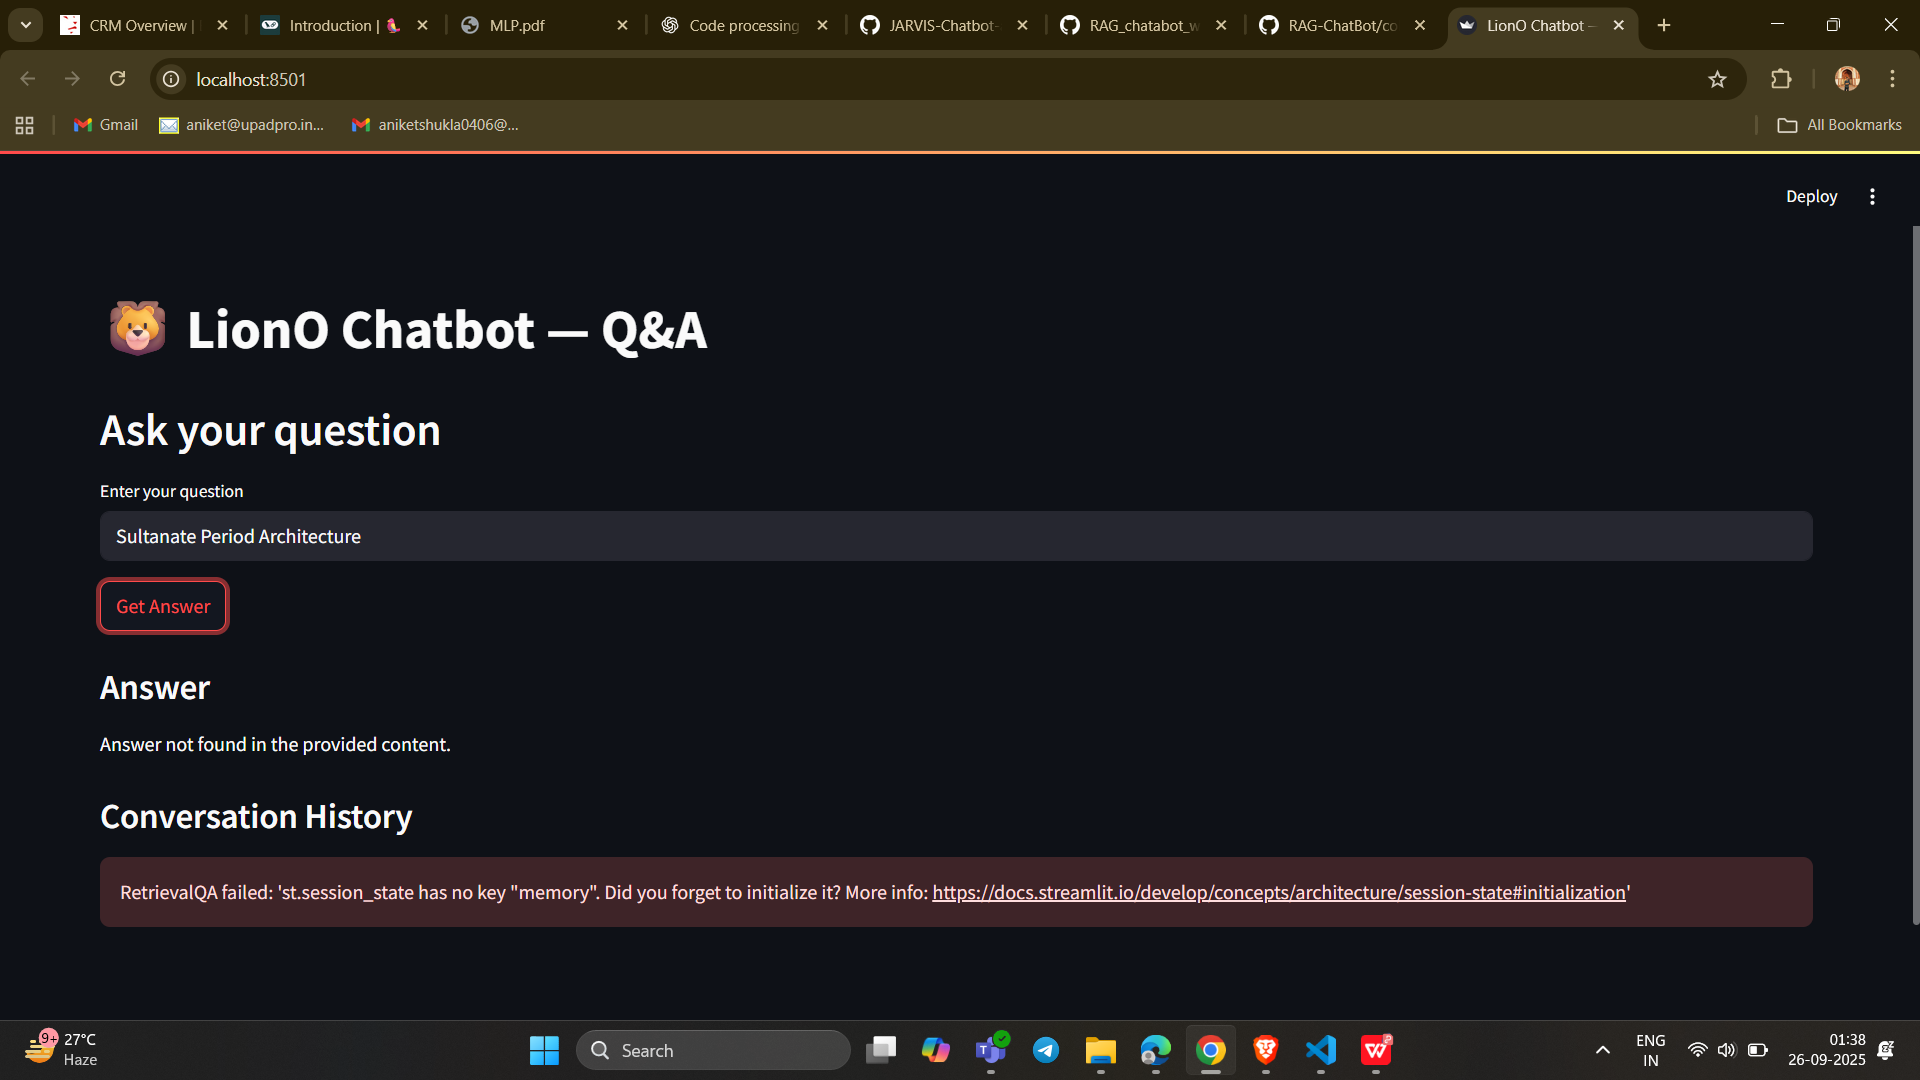 CRM Overview |
Introduction |
MLP.pdf
Code processing
JARVIS-Chatbot-
RAG_chatabot_w
RAG-ChatBot/co
LionO Chatbot –
localhost:8501
Gmail
aniket@upadpro.in...
aniketshukla0406@...
All Bookmarks
Deploy
LionO Chatbot — Q&A
Ask your question
Enter your question
Sultanate Period Architecture
Get Answer
Answer
Answer not found in the provided content.
Conversation History
RetrievalQA failed: 'st.session_state has no key "memory". Did you forget to initialize it? More info: https://docs.streamlit.io/develop/concepts/architecture/session-state#initialization'
9+
27°C
Haze
Search
ENG
IN
01:38
26-09-2025